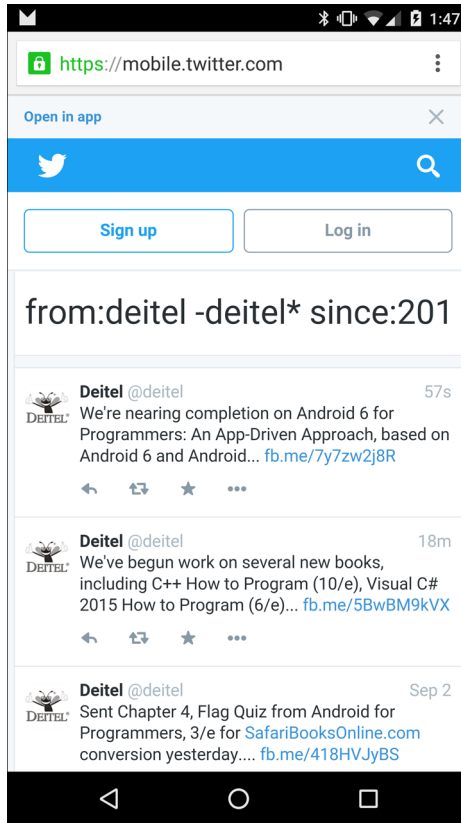 1:47
https://mobile.twitter.com
Open in app
Sign up
Log in
from:deitel -deitel* since:201
Deitel @deitel 57s
We're nearing completion on Android 6 for
Programmers: An App-Driven Approach, based on
Android 6 and Android... fb.me/7y7zw2j8R
DEITEL®
Deitel @deitel 18m
We've begun work on several new books,
including C++ How to Program (10/e), Visual C#
2015 How to Program (6/e)... fb.me/5BwBM9kVX
DEITEL®
Deitel @deitel Sep 2
Sent Chapter 4, Flag Quiz from Android for
Programmers, 3/e for SafariBooksOnline.com
conversion yesterday.... fb.me/418HVJyBS
DEITEL®